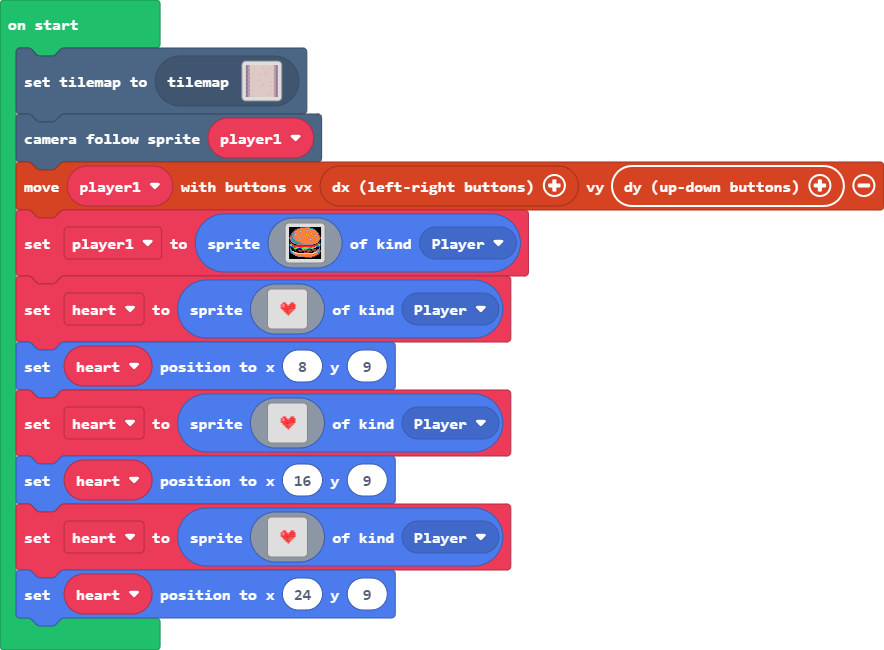 on start
set tilemap to tilemap
camera follow sprite player1
move player1 with buttons vx dx (left-right buttons) vy dy (up-down buttons)
set player1 to sprite of kind Player
set heart to sprite of kind Player
set heart position to x 8 y 9
set heart to sprite of kind Player
set heart position to x 16 y 9
set heart to sprite of kind Player
set heart position to x 24 y 9